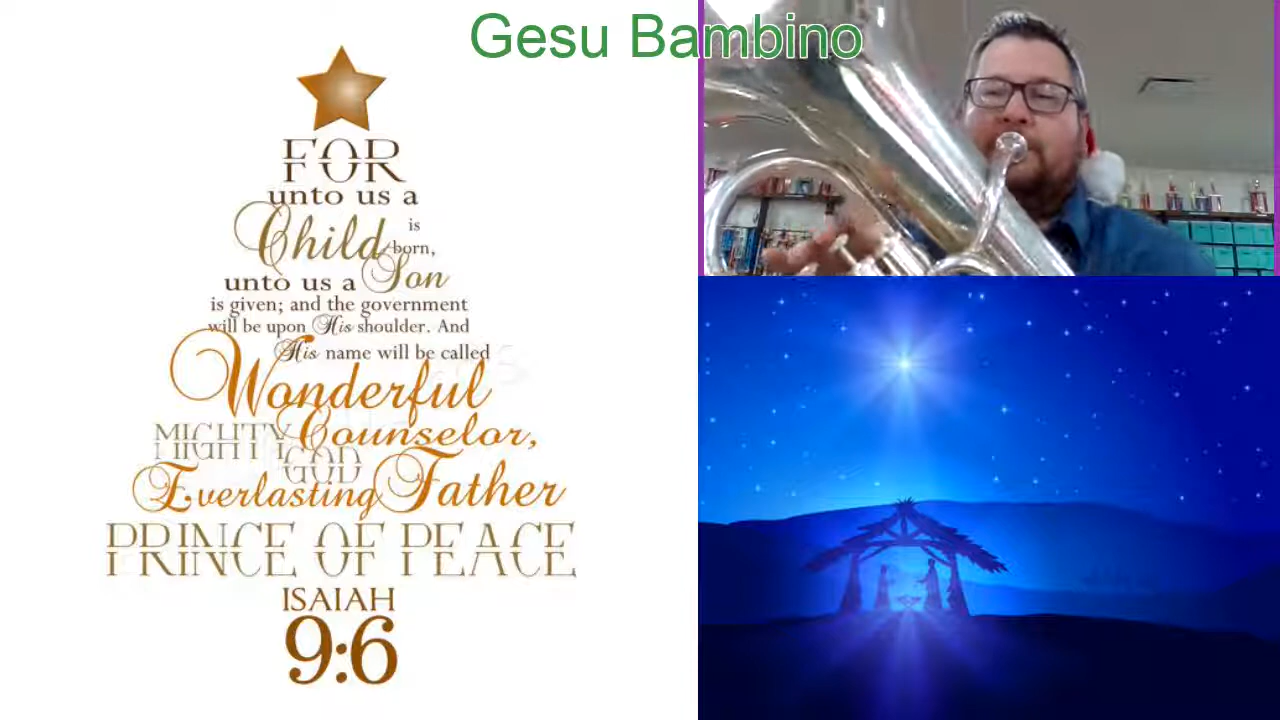 Gesu Bambino
FOR
unto us a
Child is
born,
unto us a Son
is given; and the government
will be upon His shoulder. And
His name will be called
Wonderful
MIGHTY Counselor,
GOD
Everlasting Father
PRINCE OF PEACE
ISAIAH
9:6